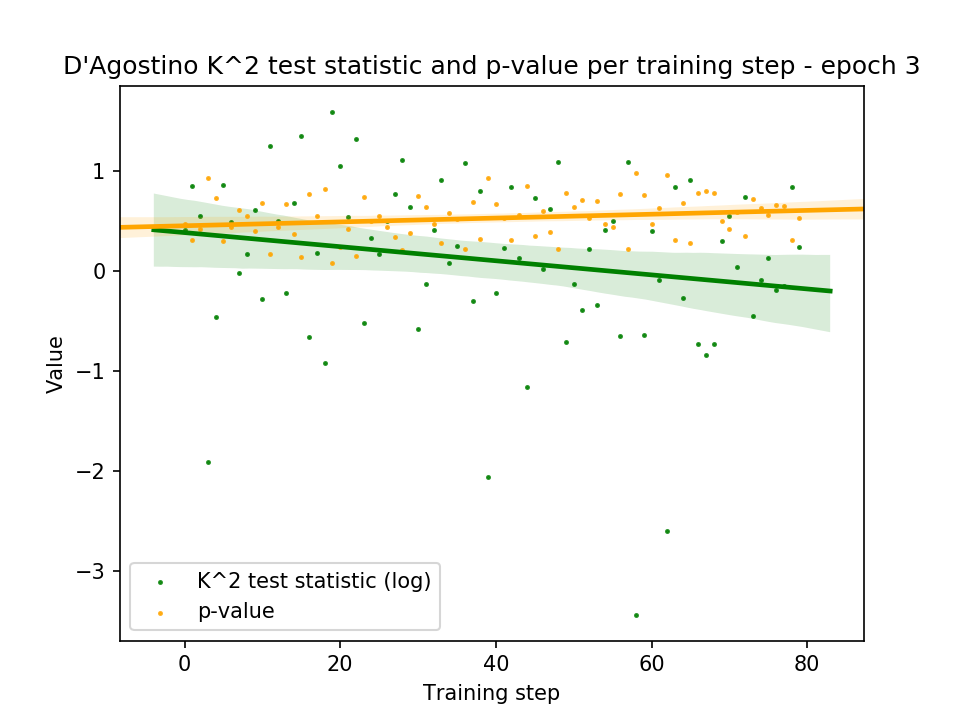 D'Agostino K^2 test statistic and p-value per training step - epoch 3
Value
1
0
−1
−2
−3
K^2 test statistic (log)
p-value
0 20 40 60 80
Training step